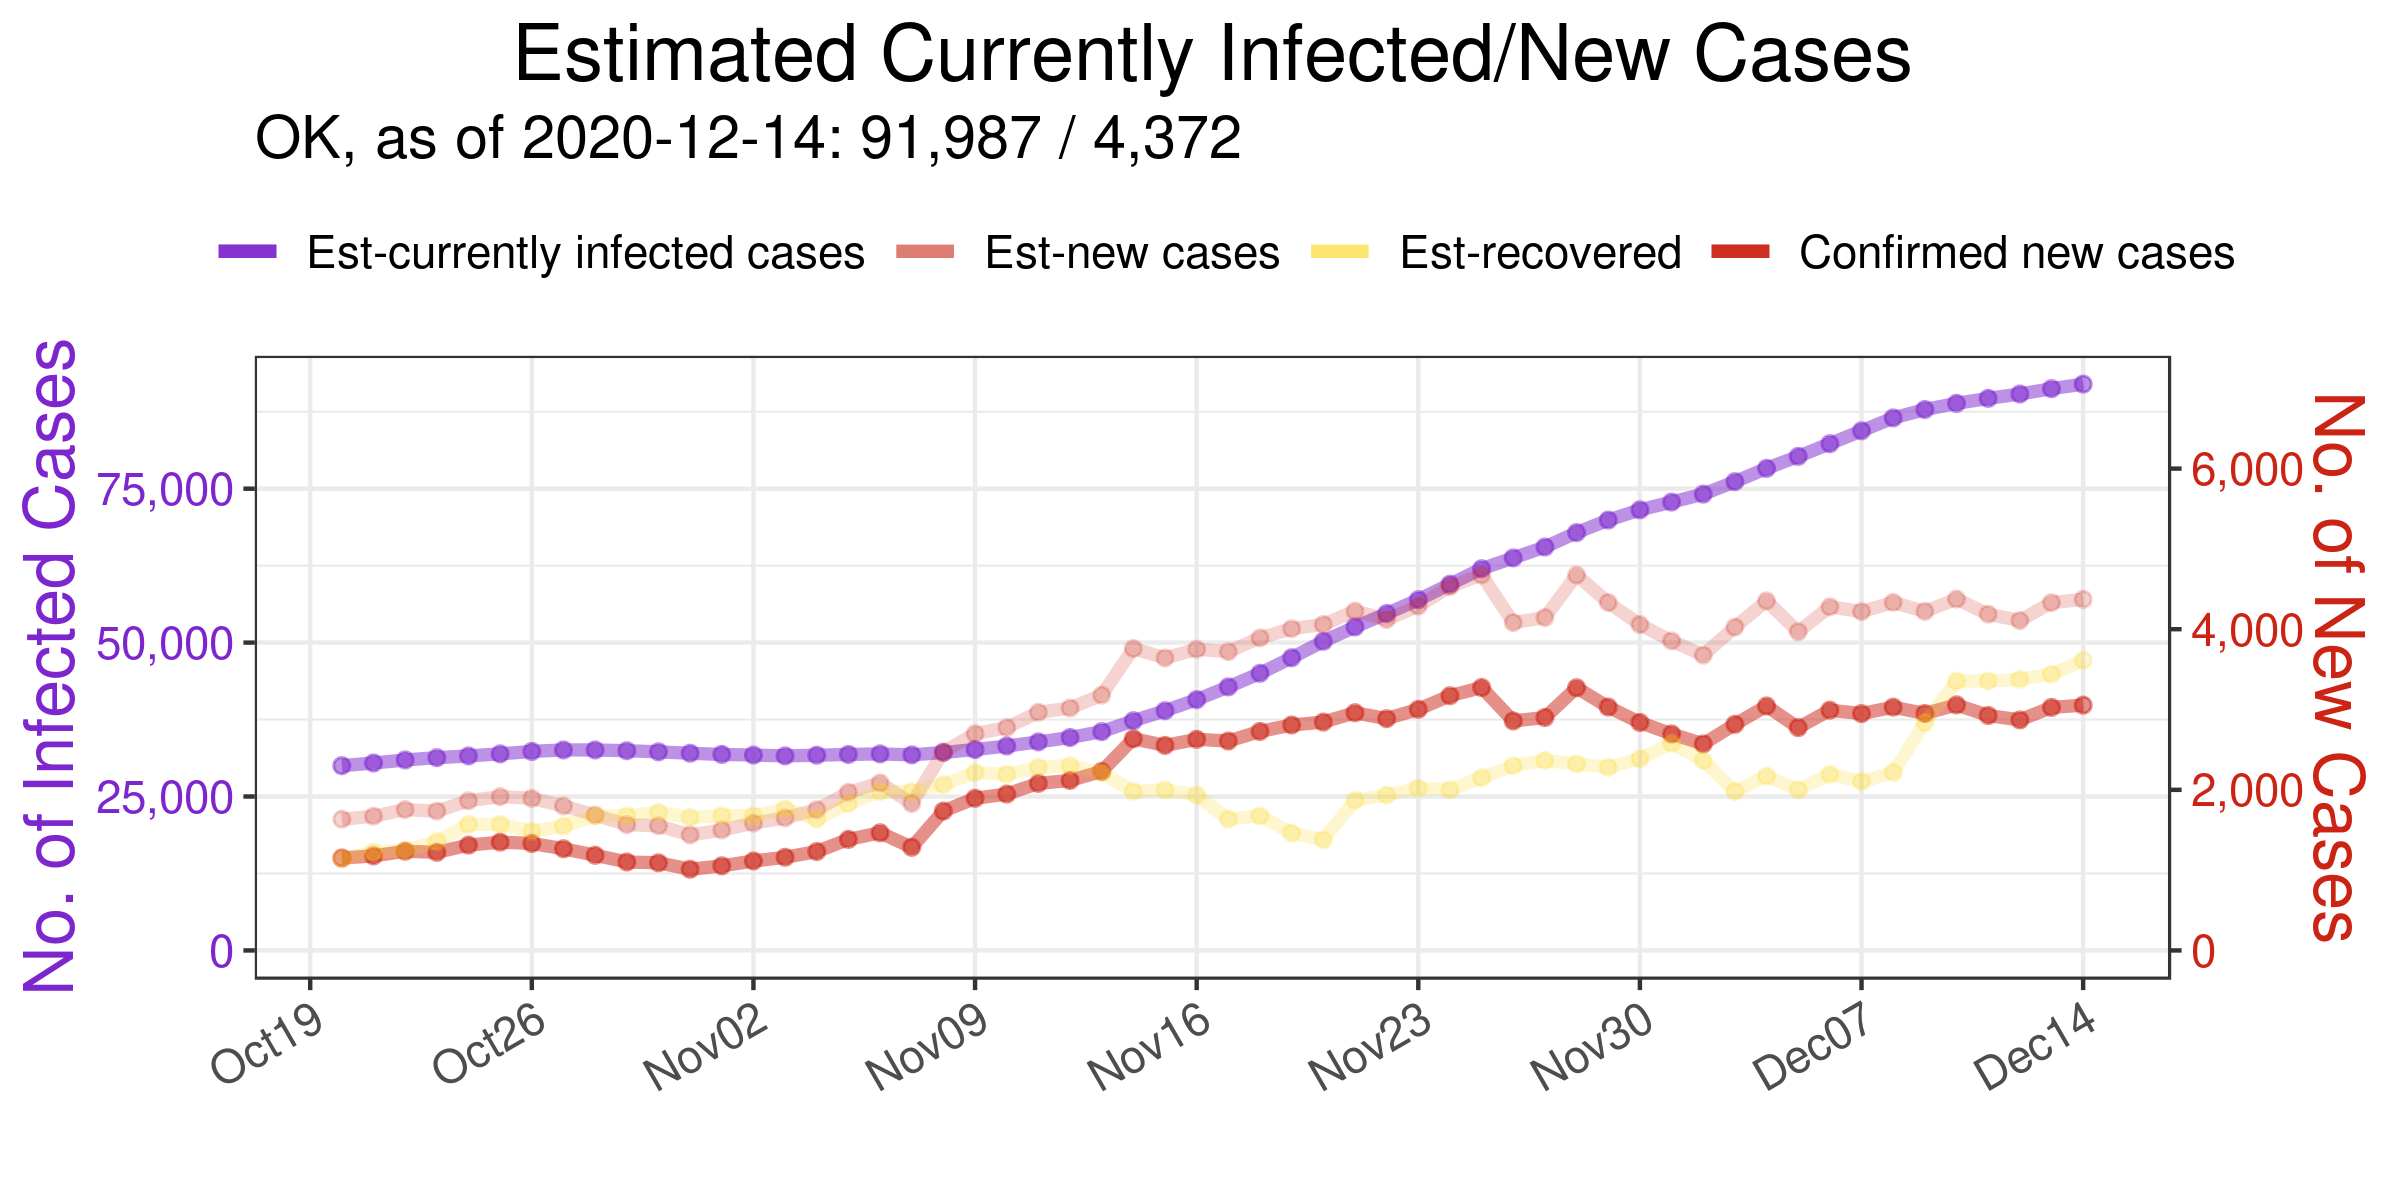 Estimated Currently Infected/New Cases
OK, as of 2020-12-14: 91,987 / 4,372
Est-currently infected cases Est-new cases Est-recovered Confirmed new cases
No. of Infected Cases
75,000
50,000
25,000
0
6,000
4,000
2,000
0
No. of New Cases
Oct19 Oct26 Nov02 Nov09 Nov16 Nov23 Nov30 Dec07 Dec14